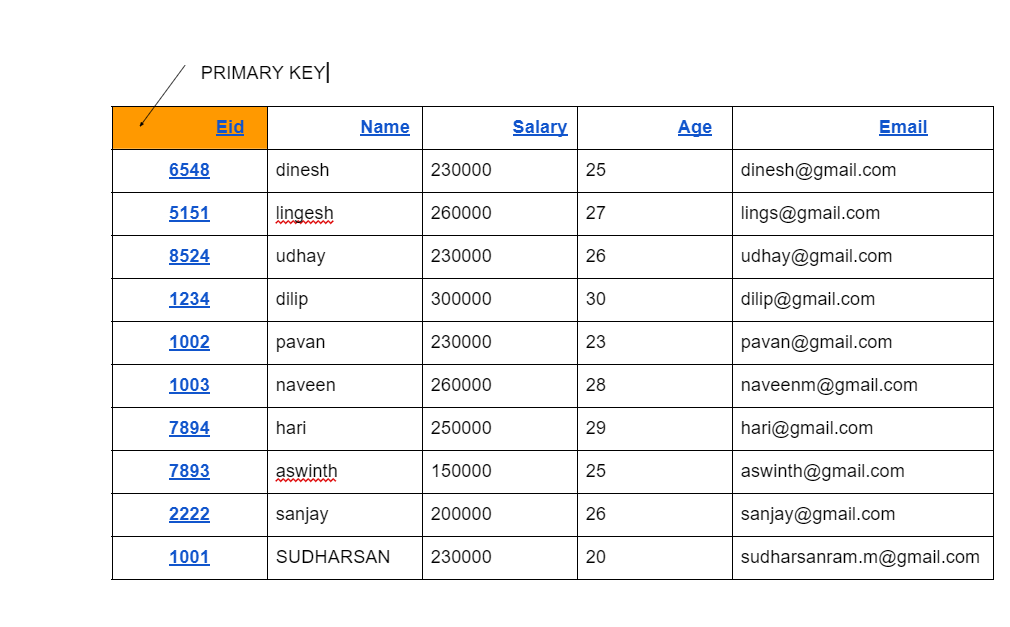 PRIMARY KEY
Eid Name Salary Age Email
6548 dinesh 230000 25 dinesh@gmail.com
5151 lingesh 260000 27 lings@gmail.com
8524 udhay 230000 26 udhay@gmail.com
1234 dilip 300000 30 dilip@gmail.com
1002 pavan 230000 23 pavan@gmail.com
1003 naveen 260000 28 naveenm@gmail.com
7894 hari 250000 29 hari@gmail.com
7893 aswinth 150000 25 aswinth@gmail.com
2222 sanjay 200000 26 sanjay@gmail.com
1001 SUDHARSAN 230000 20 sudharsanram.m@gmail.com